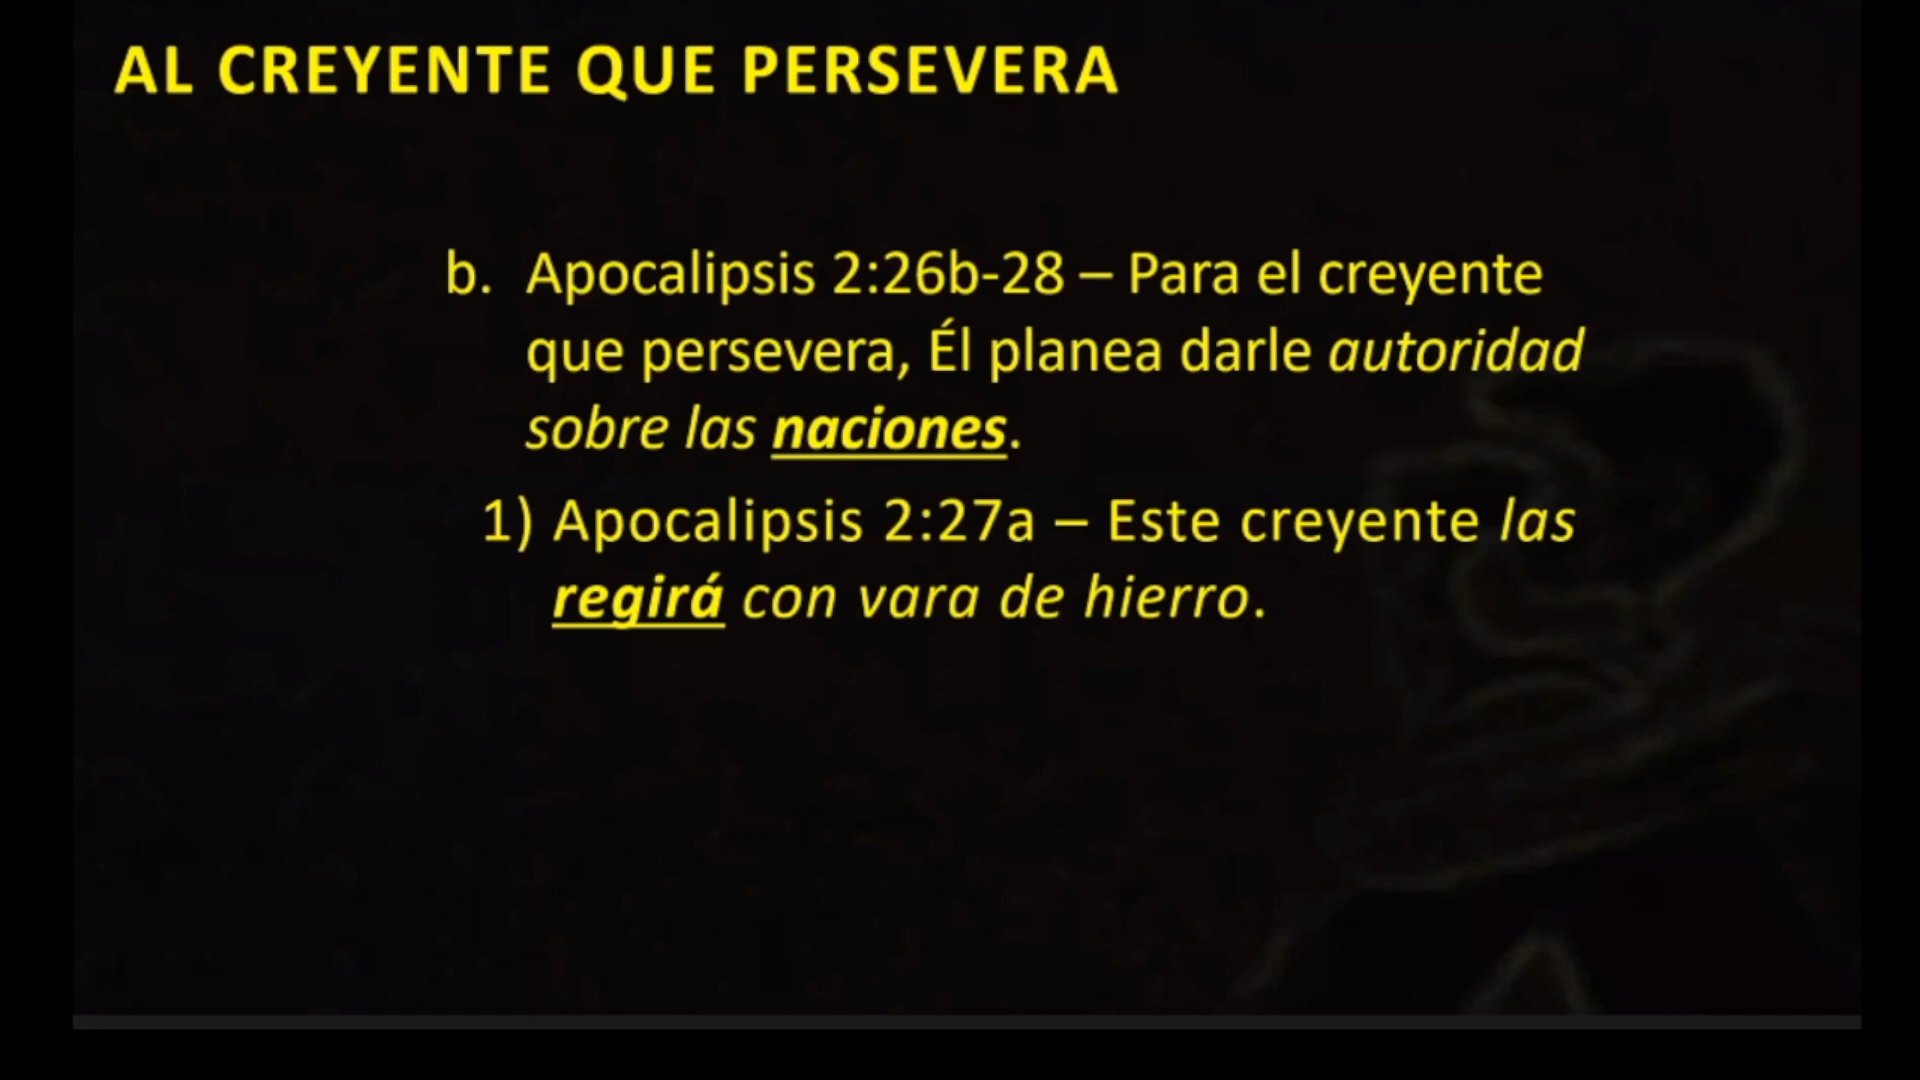 AL CREYENTE QUE PERSEVERA
b. Apocalipsis 2:26b-28 – Para el creyente
que persevera, Él planea darle autoridad
sobre las naciones.
1) Apocalipsis 2:27a – Este creyente las
regirá con vara de hierro.